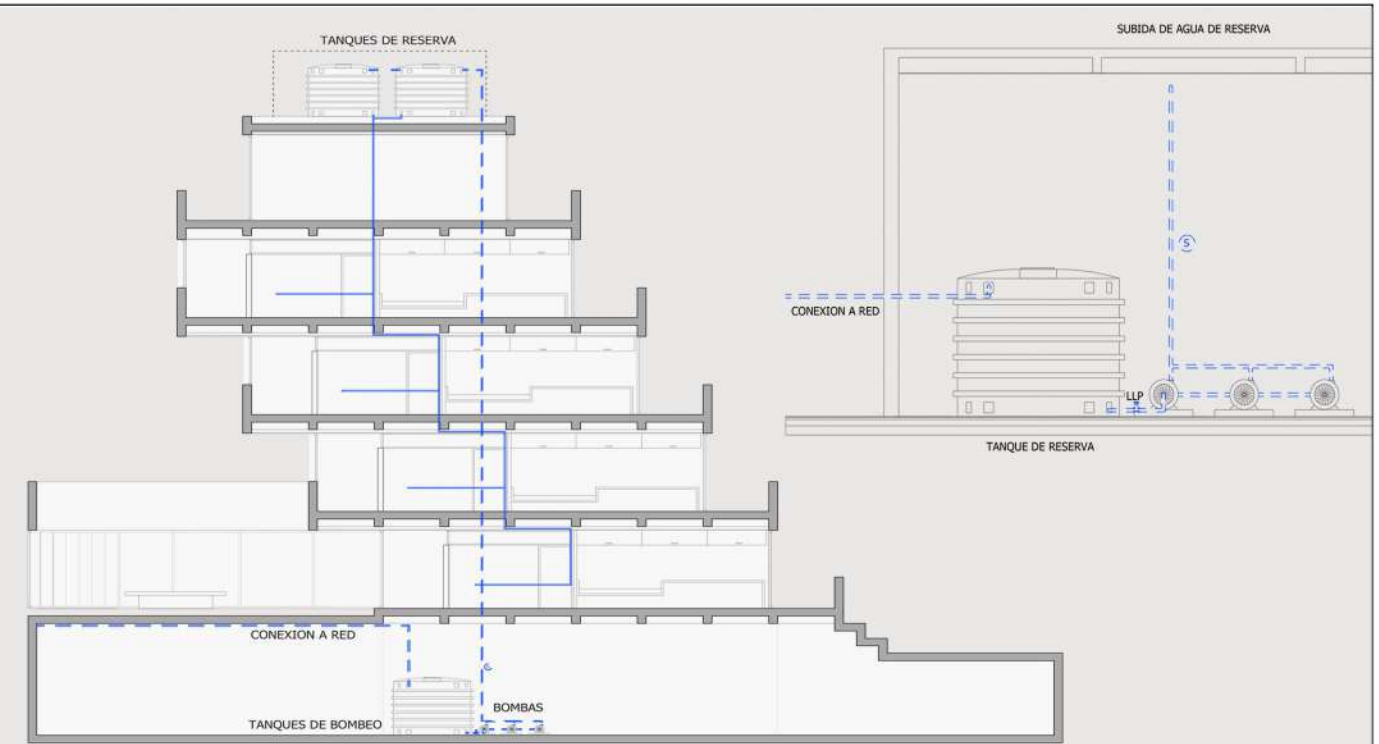 TANQUES DE RESERVA
CONEXION A RED
TANQUES DE BOMBEO
BOMBAS
SUBIDA DE AGUA DE RESERVA
CONEXION A RED
S
LLP
TANQUE DE RESERVA